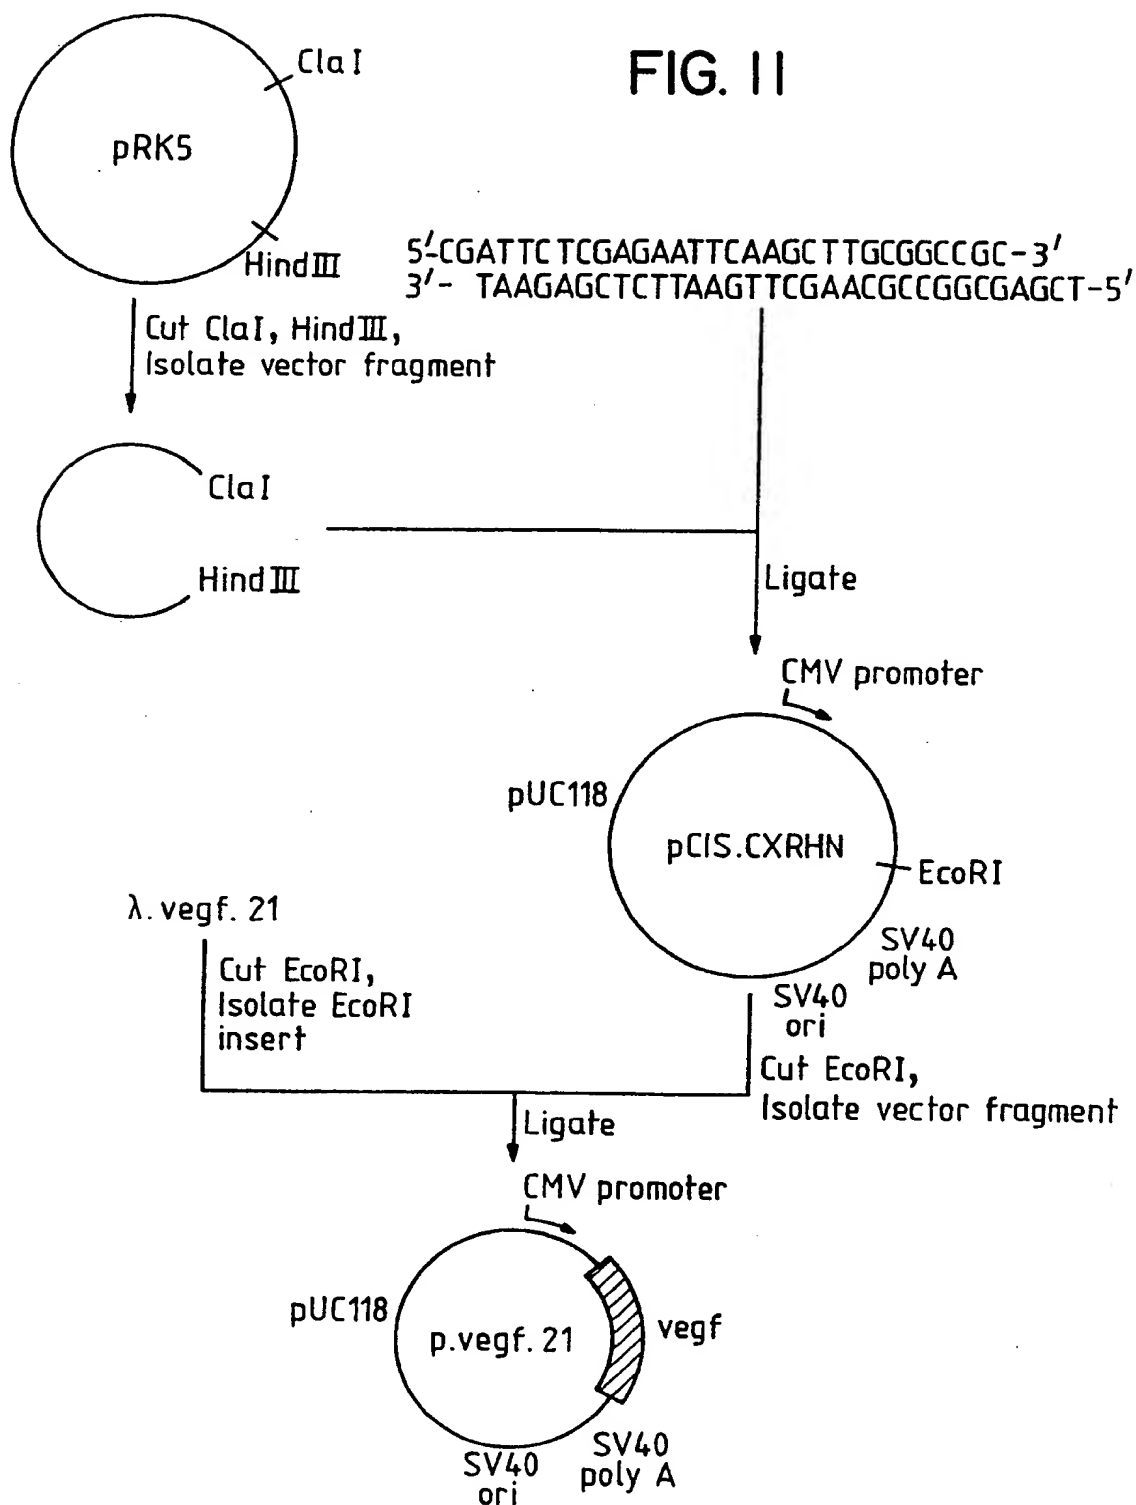 FIG. 11
ClaI
pRK5
HindIII
5'-CGATTCTCGAGAATTCAAGCTTGCGGCCGC-3'
3'- TAAGAGCTCTTAAGTTCGAACGCCGGCGAGCT-5'
Cut ClaI, HindIII,
Isolate vector fragment
ClaI
HindIII
Ligate
CMV promoter
pUC118
pCIS.CXRHN
EcoRI
SV40
poly A
SV40
ori
λ.vegf.21
Cut EcoRI,
Isolate EcoRI
insert
Cut EcoRI,
Isolate vector fragment
Ligate
CMV promoter
pUC118
p.vegf.21
vegf
SV40
poly A
SV40
ori